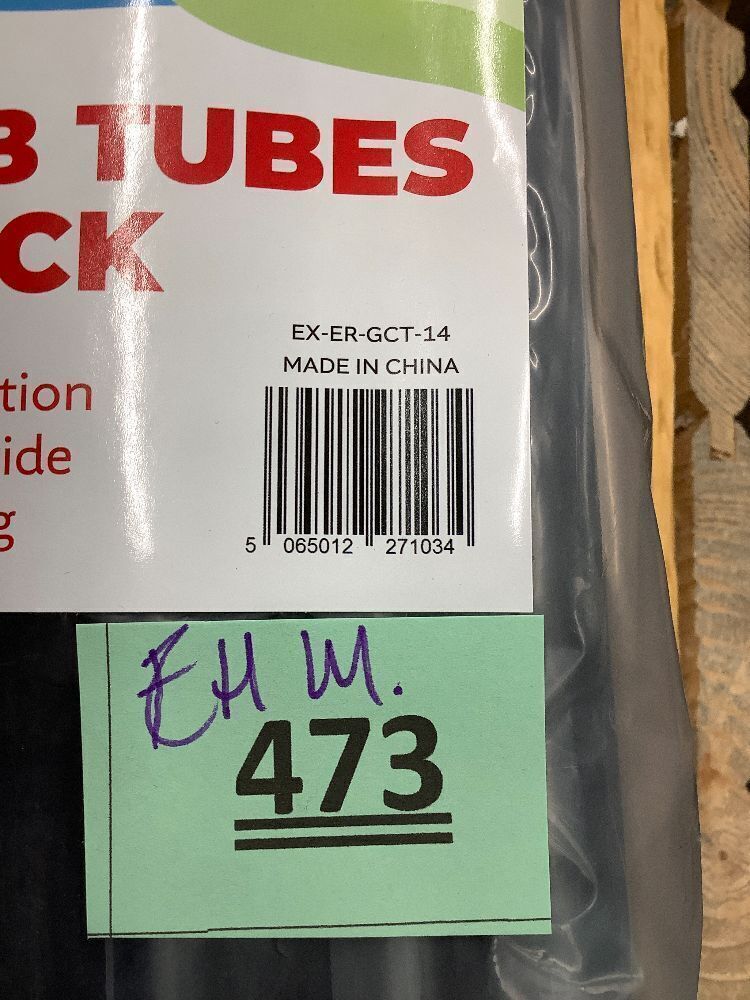 B TUBES
CK
EX-ER-GCT-14
MADE IN CHINA
tion
ide
g
5 065012 271034
EH M.
473